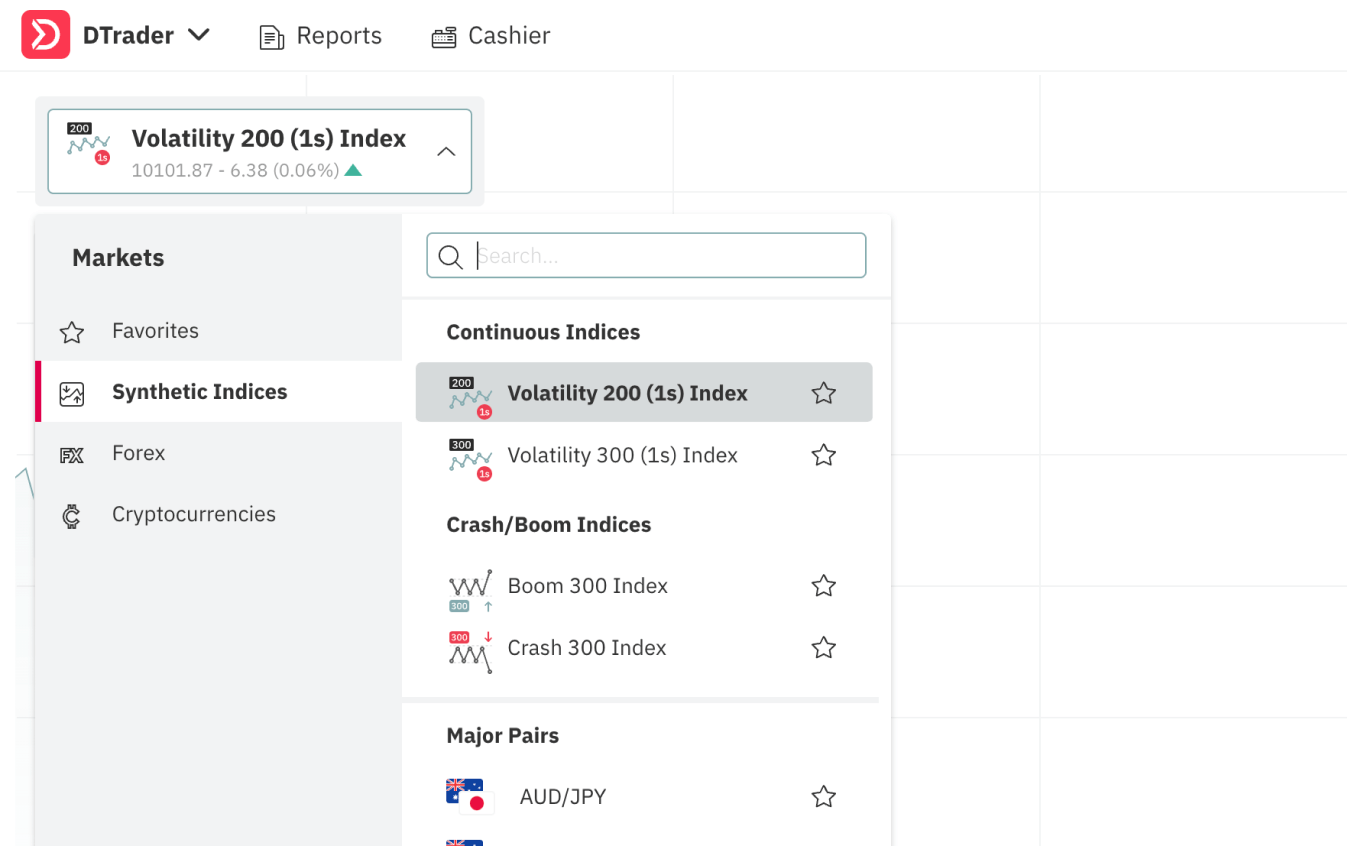 DTrader
Reports
Cashier
200
1s
Volatility 200 (1s) Index
10101.87 - 6.38 (0.06%)
Markets
Favorites
Synthetic Indices
FX
Forex
Cryptocurrencies
Search...
Continuous Indices
200
1s
Volatility 200 (1s) Index
300
1s
Volatility 300 (1s) Index
Crash/Boom Indices
300
Boom 300 Index
300
Crash 300 Index
Major Pairs
AUD/JPY